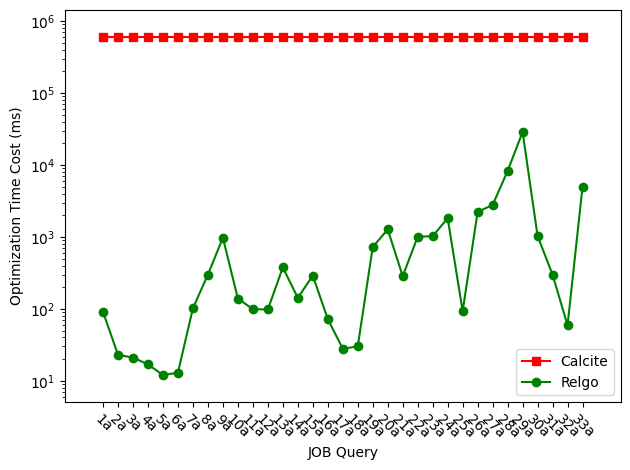 10^6
10^5
10^4
10^3
10^2
10^1
Optimization Time Cost (ms)
Calcite
Relgo
1a 2a 3a 4a 5a 6a 7a 8a 9a 10a 11a 12a 13a 14a 15a 16a 17a 18a 19a 20a 21a 22a 23a 24a 25a 26a 27a 28a 29a 30a 31a 32a 33a
JOB Query